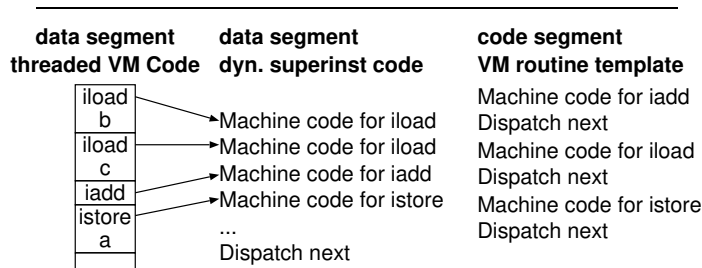 data segment
threaded VM Code
iload
b
iload
c
iadd
istore
a
data segment
dyn. superinst code
Machine code for iload
Machine code for iload
Machine code for iadd
Machine code for istore
...
Dispatch next
code segment
VM routine template
Machine code for iadd
Dispatch next
Machine code for iload
Dispatch next
Machine code for istore
Dispatch next